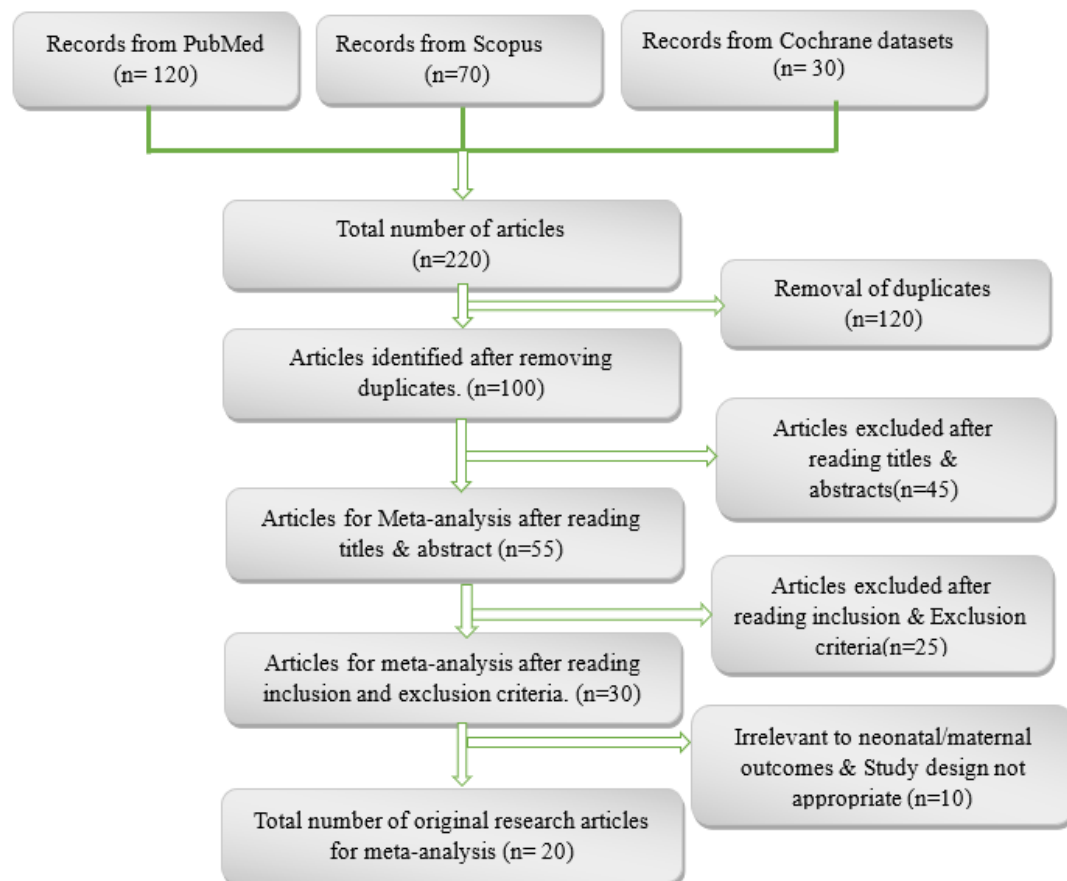 Records from PubMed
(n= 120)
Records from Scopus
(n=70)
Records from Cochrane datasets
(n= 30)
Total number of articles
(n=220)
Removal of duplicates
(n=120)
Articles identified after removing
duplicates. (n=100)
Articles excluded after
reading titles &
abstracts(n=45)
Articles for Meta-analysis after reading
titles & abstract (n=55)
Articles excluded after
reading inclusion & Exclusion
criteria(n=25)
Articles for meta-analysis after reading
inclusion and exclusion criteria. (n=30)
Irrelevant to neonatal/maternal
outcomes & Study design not
appropriate (n=10)
Total number of original research articles
for meta-analysis (n= 20)